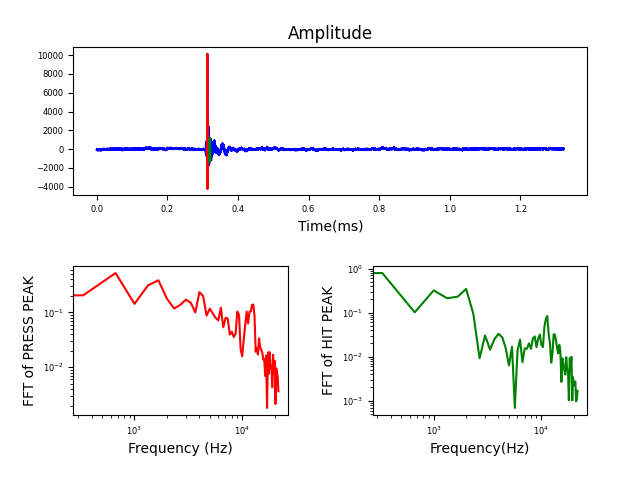 Amplitude
10000
8000
6000
4000
2000
0
−2000
−4000
0.0 0.2 0.4 0.6 0.8 1.0 1.2
Time(ms)
FFT of PRESS PEAK
10⁻¹
10⁻²
10³ 10⁴
Frequency (Hz)
FFT of HIT PEAK
10⁰
10⁻¹
10⁻²
10⁻³
10³ 10⁴
Frequency(Hz)